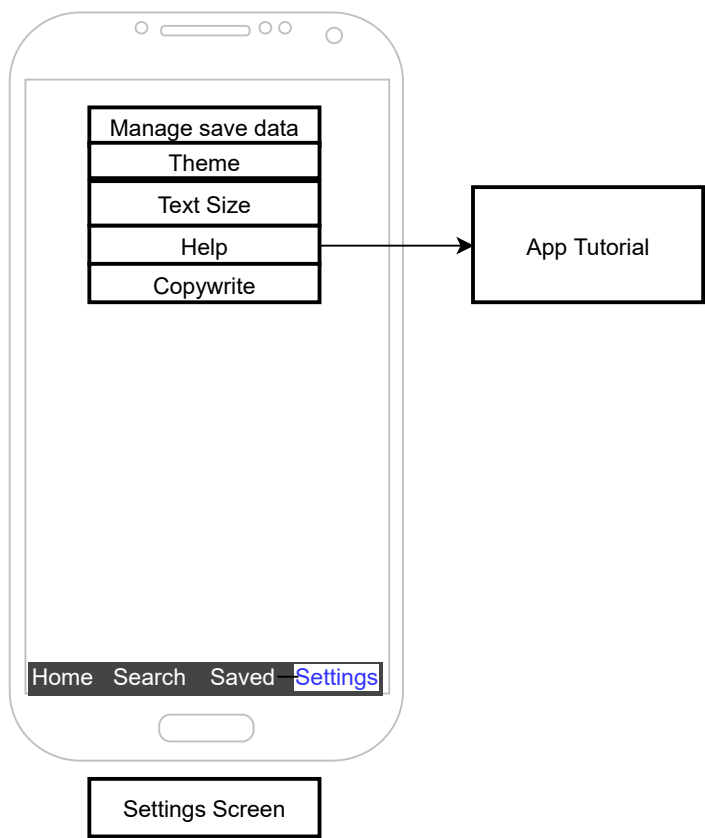 Manage save data
Theme
Text Size
Help
App Tutorial
Copywrite
Home Search Saved Settings
Settings Screen